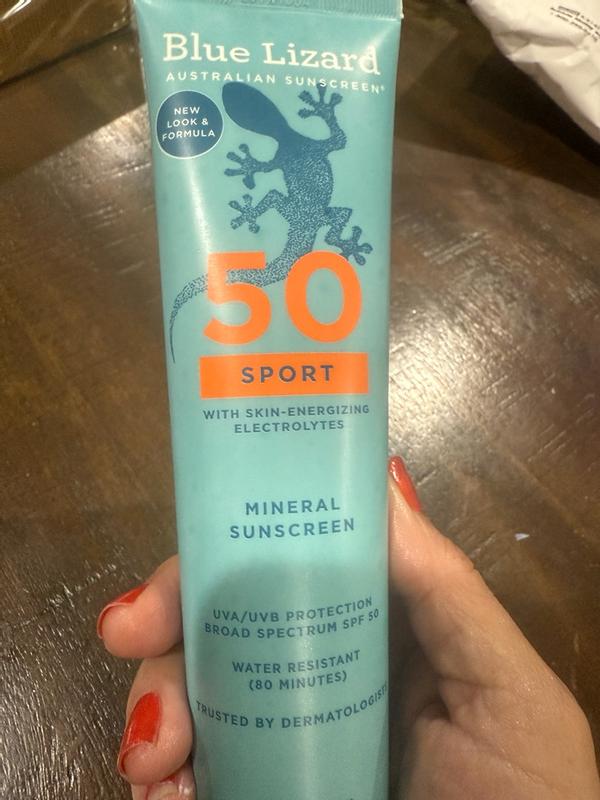 Blue Lizard
AUSTRALIAN SUNSCREEN®
NEW
LOOK &
FORMULA
50
SPORT
WITH SKIN-ENERGIZING
ELECTROLYTES
MINERAL
SUNSCREEN
UVA/UVB PROTECTION
BROAD SPECTRUM SPF 50
WATER RESISTANT
(80 MINUTES)
TRUSTED BY DERMATOLOGISTS